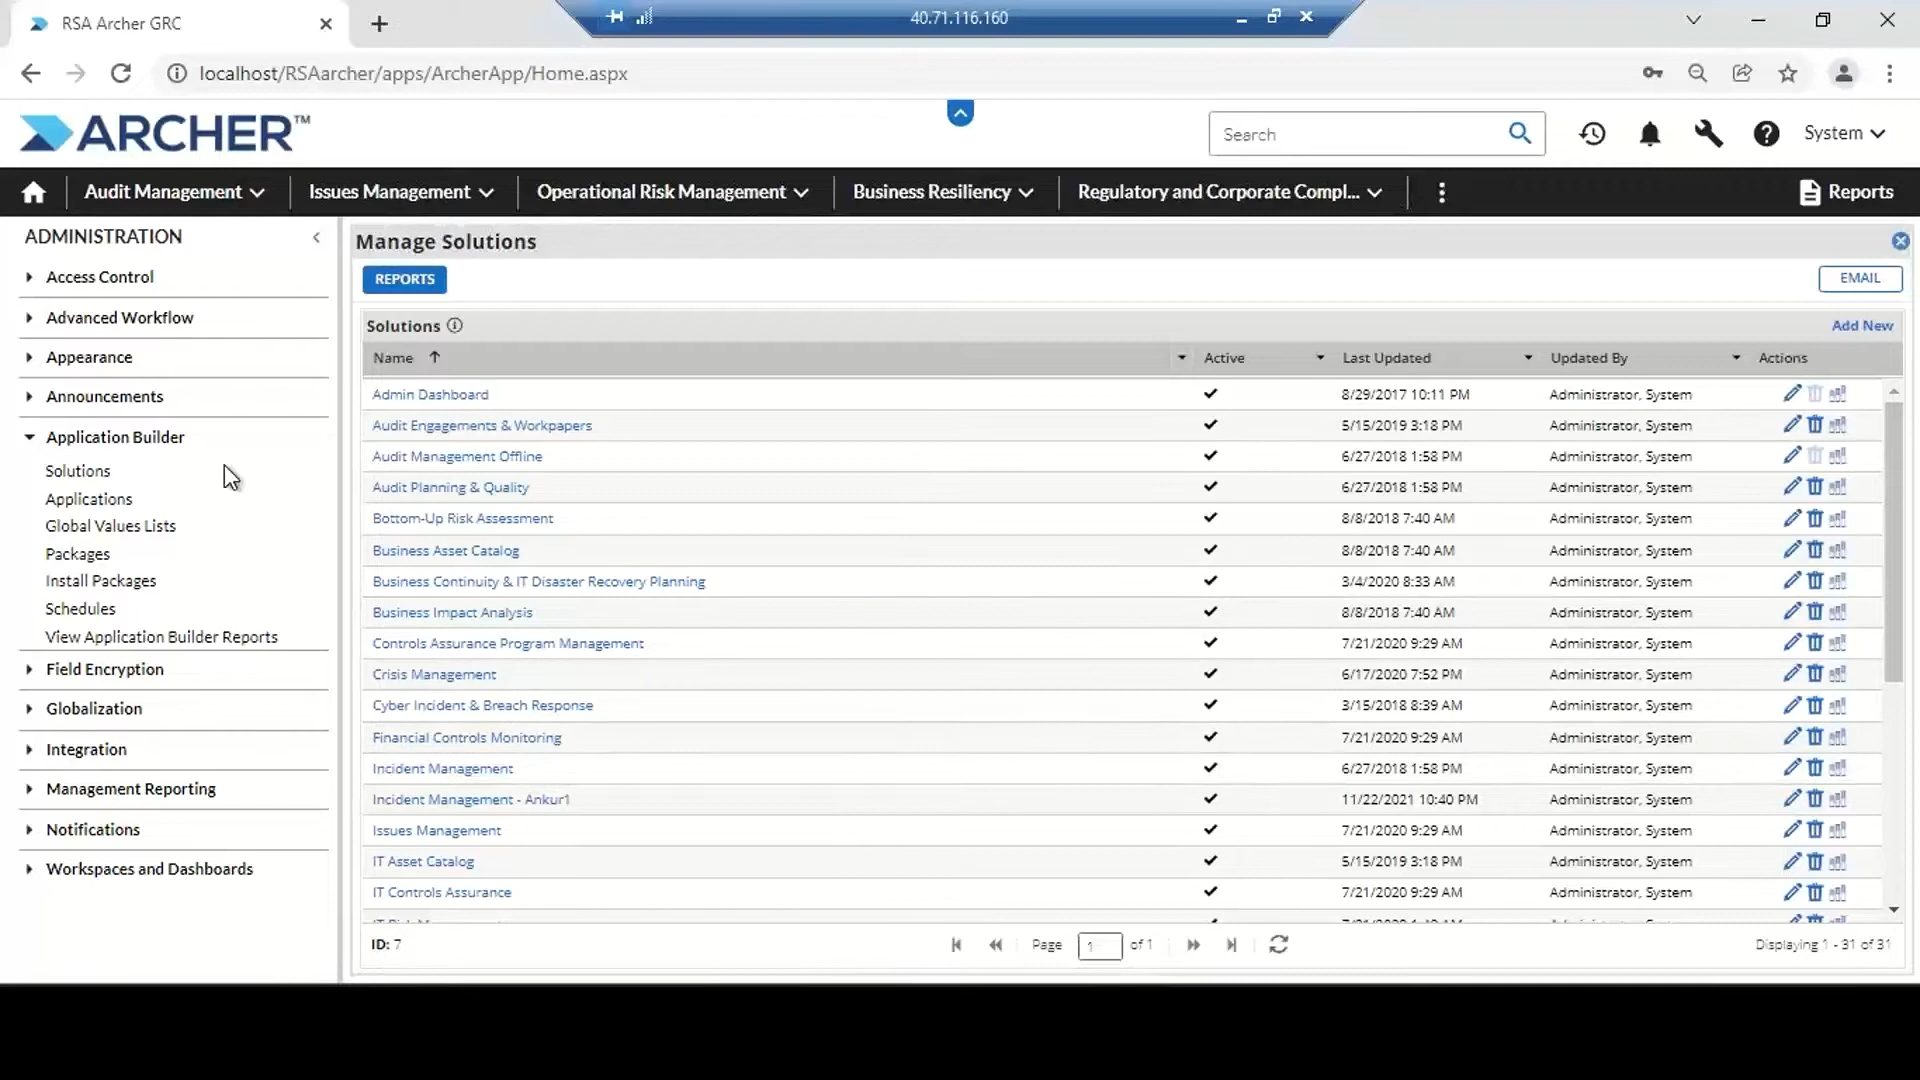 RSA Archer GRC
40.71.116.160
localhost/RSAarcher/apps/ArcherApp/Home.aspx
ARCHER™
Search
System
Audit Management
Issues Management
Operational Risk Management
Business Resiliency
Regulatory and Corporate Compl...
Reports
ADMINISTRATION
Access Control
Advanced Workflow
Appearance
Announcements
Application Builder
Solutions
Applications
Global Values Lists
Packages
Install Packages
Schedules
View Application Builder Reports
Field Encryption
Globalization
Integration
Management Reporting
Notifications
Workspaces and Dashboards
Manage Solutions
REPORTS
EMAIL
Solutions
Add New
Name Active Last Updated Updated By Actions
Admin Dashboard 8/29/2017 10:11 PM Administrator, System
Audit Engagements & Workpapers 5/15/2019 3:18 PM Administrator, System
Audit Management Offline 6/27/2018 1:58 PM Administrator, System
Audit Planning & Quality 6/27/2018 1:58 PM Administrator, System
Bottom-Up Risk Assessment 8/8/2018 7:40 AM Administrator, System
Business Asset Catalog 8/8/2018 7:40 AM Administrator, System
Business Continuity & IT Disaster Recovery Planning 3/4/2020 8:33 AM Administrator, System
Business Impact Analysis 8/8/2018 7:40 AM Administrator, System
Controls Assurance Program Management 7/21/2020 9:29 AM Administrator, System
Crisis Management 6/17/2020 7:52 PM Administrator, System
Cyber Incident & Breach Response 3/15/2018 8:39 AM Administrator, System
Financial Controls Monitoring 7/21/2020 9:29 AM Administrator, System
Incident Management 6/27/2018 1:58 PM Administrator, System
Incident Management - Ankur1 11/22/2021 10:40 PM Administrator, System
Issues Management 7/21/2020 9:29 AM Administrator, System
IT Asset Catalog 5/15/2019 3:18 PM Administrator, System
IT Controls Assurance 7/21/2020 9:29 AM Administrator, System
ID: 7
Page 1 of 1
Displaying 1 - 31 of 31